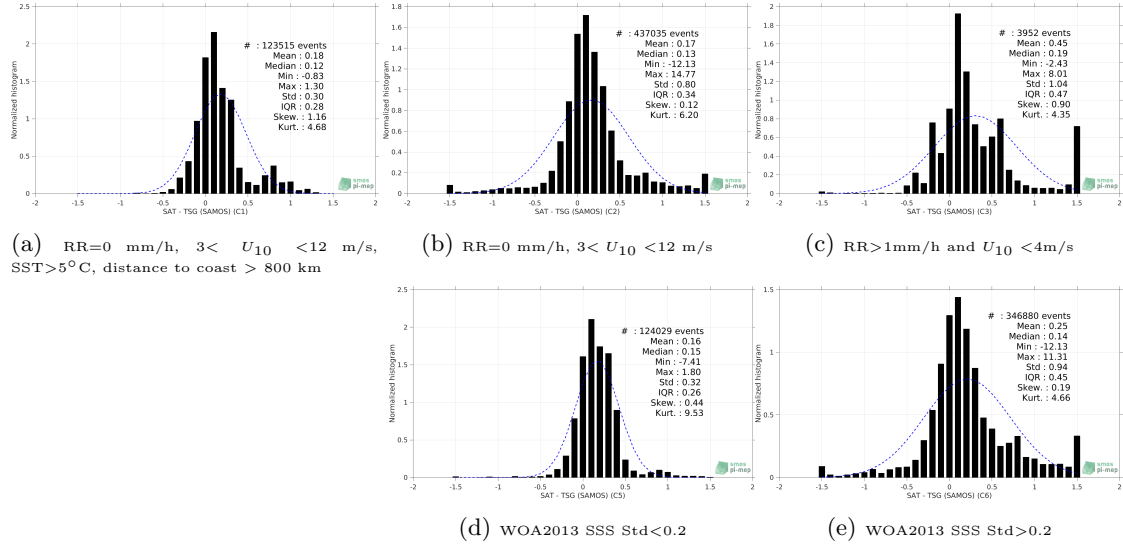 2.5
2
1.5
1
0.5
0
-2 -1.5 -1 -0.5 0 0.5 1 1.5 2
Normalized histogram
SAT - TSG (SAMOS) (C1)
# : 123515 events
Mean : 0.18
Median : 0.12
Min : -0.83
Max : 1.30
Std : 0.30
IQR : 0.28
Skew. : 1.16
Kurt. : 4.68
smos
pi-mep
(a) RR=0 mm/h, 3< U10 <12 m/s,
SST>5°C, distance to coast > 800 km
1.8
1.6
1.4
1.2
1
0.8
0.6
0.4
0.2
0
-2 -1.5 -1 -0.5 0 0.5 1 1.5 2
Normalized histogram
SAT - TSG (SAMOS) (C2)
# : 437035 events
Mean : 0.17
Median : 0.13
Min : -12.13
Max : 14.77
Std : 0.80
IQR : 0.34
Skew. : 0.12
Kurt. : 6.20
smos
pi-mep
(b) RR=0 mm/h, 3< U10 <12 m/s
2
1.8
1.6
1.4
1.2
1
0.8
0.6
0.4
0.2
0
-2 -1.5 -1 -0.5 0 0.5 1 1.5 2
Normalized histogram
SAT - TSG (SAMOS) (C3)
# : 3952 events
Mean : 0.45
Median : 0.19
Min : -2.43
Max : 8.01
Std : 1.04
IQR : 0.47
Skew. : 0.90
Kurt. : 4.35
smos
pi-mep
(c) RR>1mm/h and U10 <4m/s
2.5
2
1.5
1
0.5
0
-2 -1.5 -1 -0.5 0 0.5 1 1.5 2
Normalized histogram
SAT - TSG (SAMOS) (C5)
# : 124029 events
Mean : 0.16
Median : 0.15
Min : -7.41
Max : 1.80
Std : 0.32
IQR : 0.26
Skew. : 0.44
Kurt. : 9.53
smos
pi-mep
(d) WOA2013 SSS Std<0.2
1.5
1
0.5
0
-2 -1.5 -1 -0.5 0 0.5 1 1.5 2
Normalized histogram
SAT - TSG (SAMOS) (C6)
# : 346880 events
Mean : 0.25
Median : 0.14
Min : -12.13
Max : 11.31
Std : 0.94
IQR : 0.45
Skew. : 0.19
Kurt. : 4.66
smos
pi-mep
(e) WOA2013 SSS Std>0.2